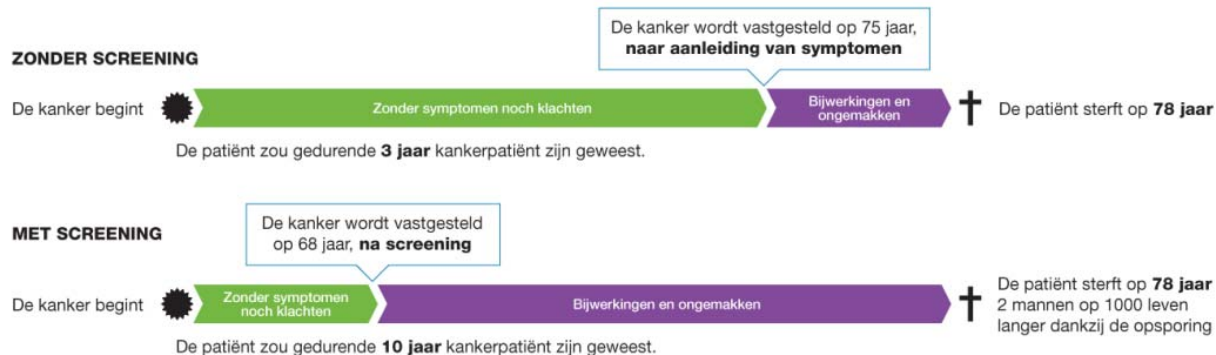 De kanker wordt vastgesteld op 75 jaar,
naar aanleiding van symptomen
ZONDER SCREENING
De kanker begint
Zonder symptomen noch klachten
Bijwerkingen en
ongemakken
De patiënt sterft op 78 jaar
De patiënt zou gedurende 3 jaar kankerpatiënt zijn geweest.
De kanker wordt vastgesteld
op 68 jaar, na screening
MET SCREENING
De kanker begint
Zonder symptomen
noch klachten
Bijwerkingen en ongemakken
De patiënt sterft op 78 jaar
2 mannen op 1000 leven
langer dankzij de opsporing
De patiënt zou gedurende 10 jaar kankerpatiënt zijn geweest.